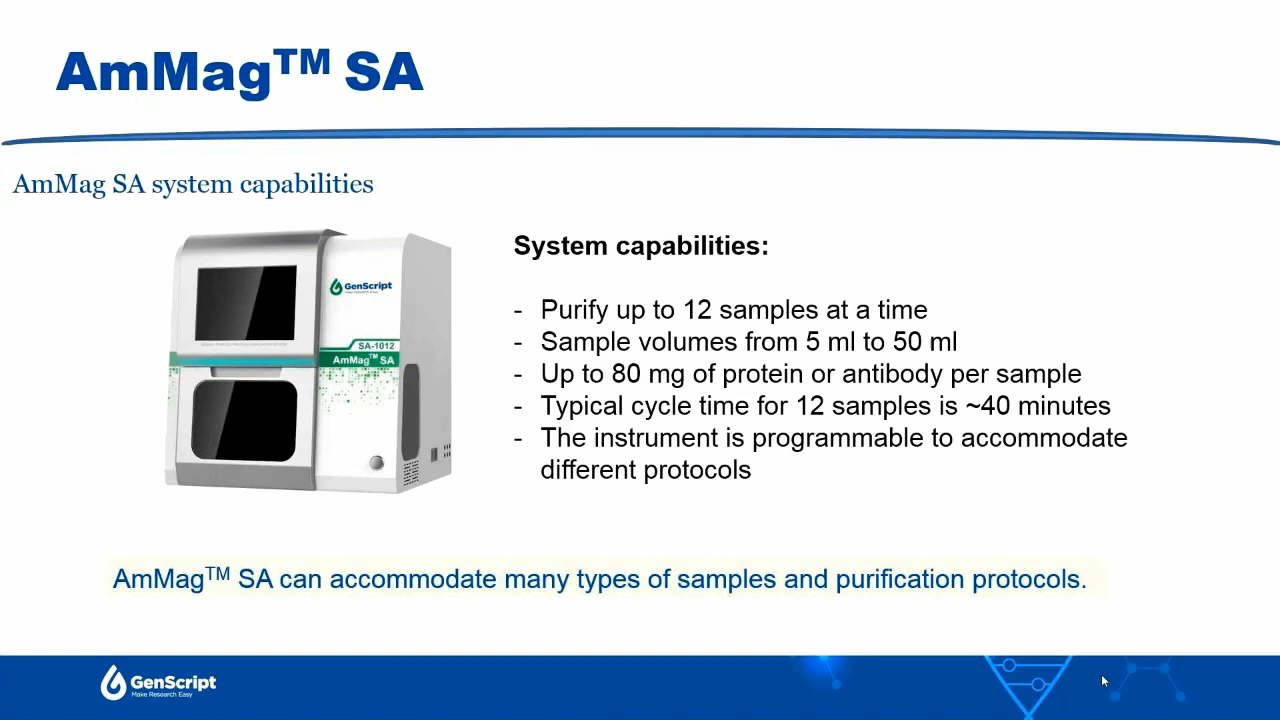 AmMag™ SA
AmMag SA system capabilities
GenScript
Make Research Easy
SA-1012
AmMag™ SA
System capabilities:
- Purify up to 12 samples at a time
- Sample volumes from 5 ml to 50 ml
- Up to 80 mg of protein or antibody per sample
- Typical cycle time for 12 samples is ~40 minutes
- The instrument is programmable to accommodate
different protocols
AmMag™ SA can accommodate many types of samples and purification protocols.
GenScript
Make Research Easy